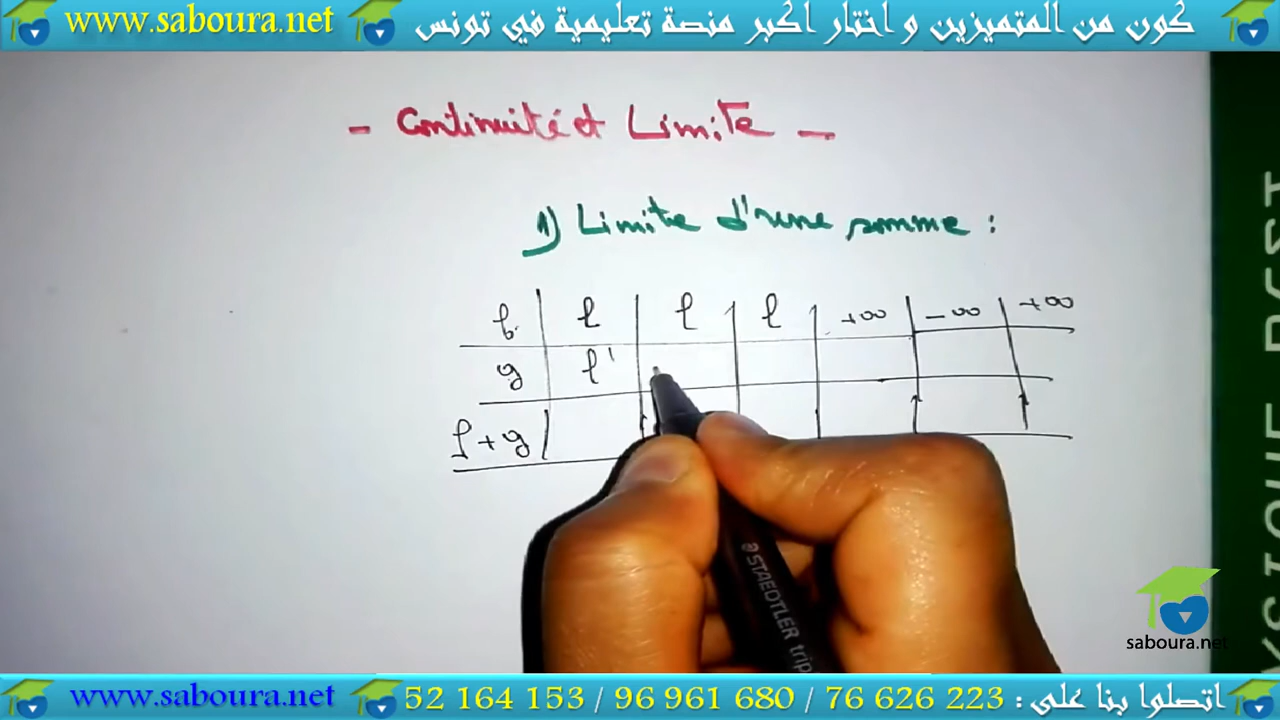 www.saboura.net كون من المتميزين و اختار اكبر منصة تعليمية في تونس
- Continuité et Limite -
1) Limite d'une somme :
f l l l +∞ -∞ +∞
g l'
f+g
STAEDTLER trip
saboura.net
www.saboura.net 52 164 153 / 96 961 680 / 76 626 223 : اتصلوا بنا على